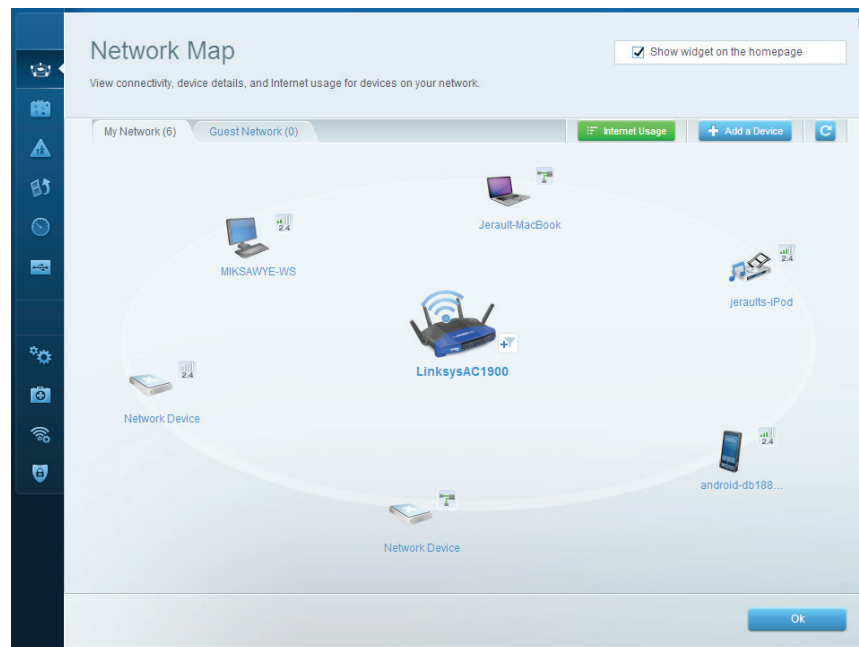 Network Map
Show widget on the homepage
View connectivity, device details, and Internet usage for devices on your network.
My Network (6)
Guest Network (0)
Internet Usage
Add a Device
Jerault-MacBook
2.4
MIKSAWYE-WS
2.4
jeraults-iPod
LinksysAC1900
2.4
Network Device
2.4
android-db188...
Network Device
Ok